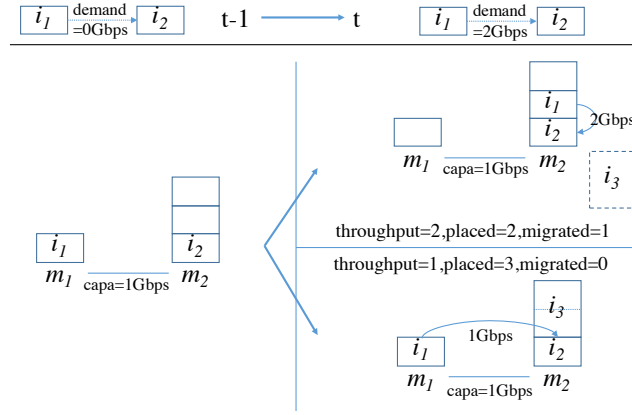 i1 demand =0Gbps i2 t-1 t i1 demand =2Gbps i2
i1
i2
2Gbps
m1 capa=1Gbps m2
i3
throughput=2,placed=2,migrated=1
i1 i2
m1 capa=1Gbps m2
throughput=1,placed=3,migrated=0
i3
i1 1Gbps i2
m1 capa=1Gbps m2